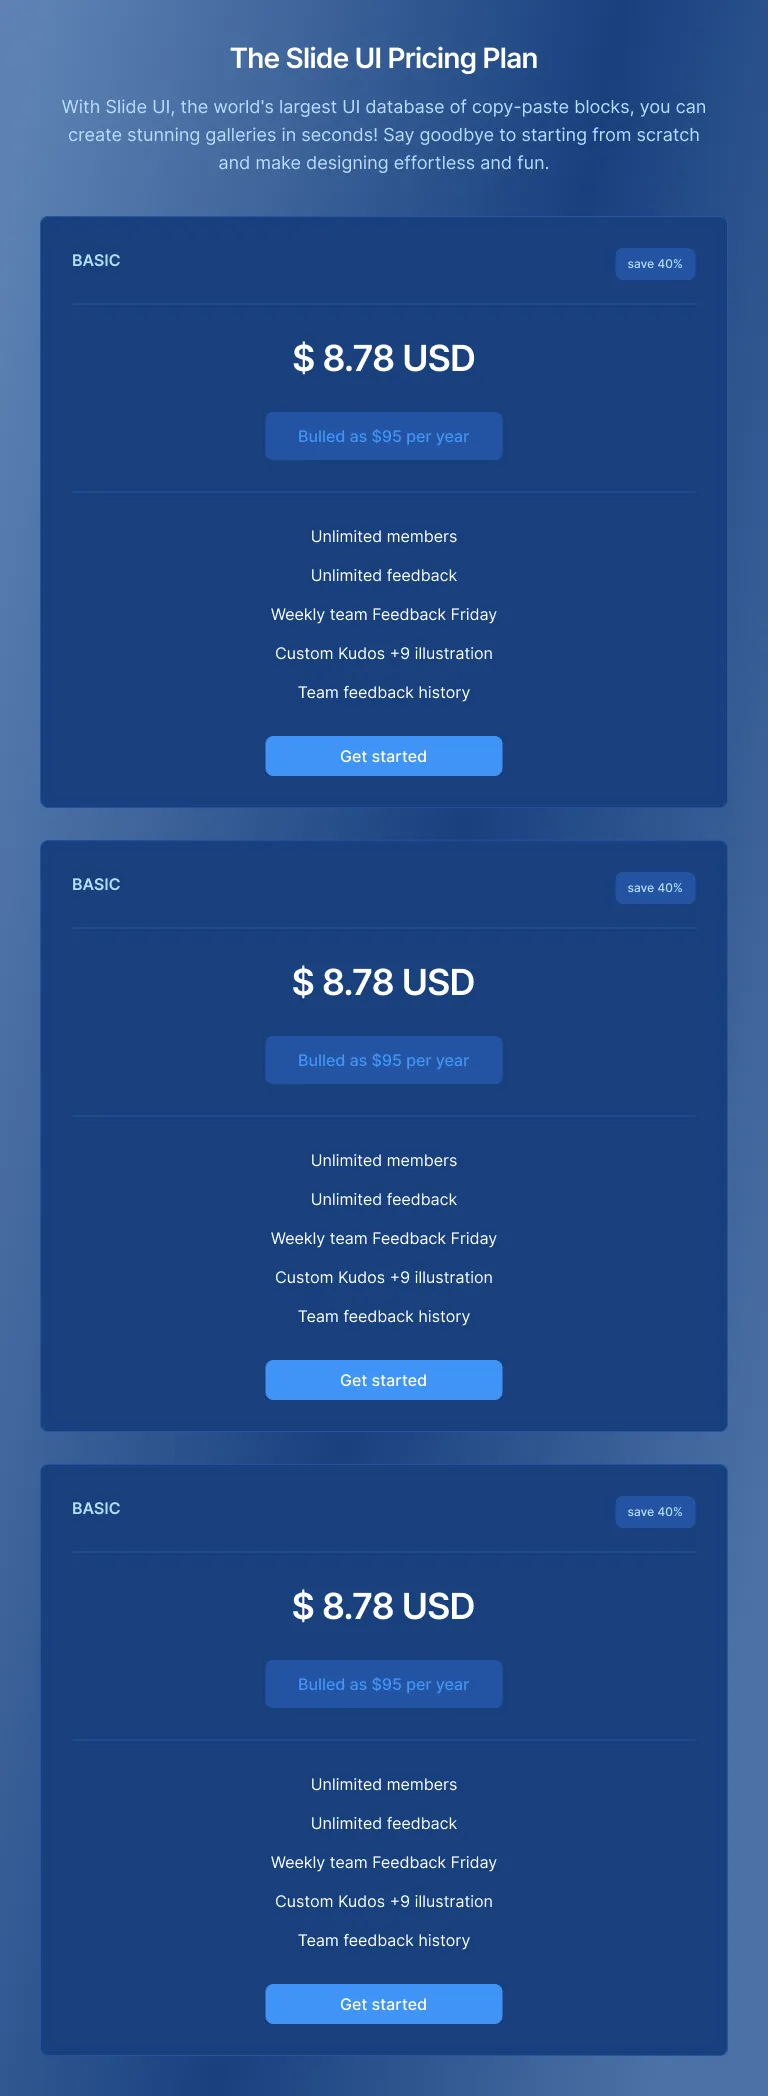 The Slide UI Pricing Plan
With Slide UI, the world's largest UI database of copy-paste blocks, you can
create stunning galleries in seconds! Say goodbye to starting from scratch
and make designing effortless and fun.
BASIC
save 40%
$ 8.78 USD
Bulled as $95 per year
Unlimited members
Unlimited feedback
Weekly team Feedback Friday
Custom Kudos +9 illustration
Team feedback history
Get started
BASIC
save 40%
$ 8.78 USD
Bulled as $95 per year
Unlimited members
Unlimited feedback
Weekly team Feedback Friday
Custom Kudos +9 illustration
Team feedback history
Get started
BASIC
save 40%
$ 8.78 USD
Bulled as $95 per year
Unlimited members
Unlimited feedback
Weekly team Feedback Friday
Custom Kudos +9 illustration
Team feedback history
Get started